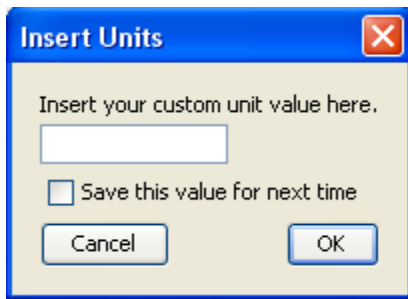 Insert Units
Insert your custom unit value here.
Save this value for next time
Cancel OK